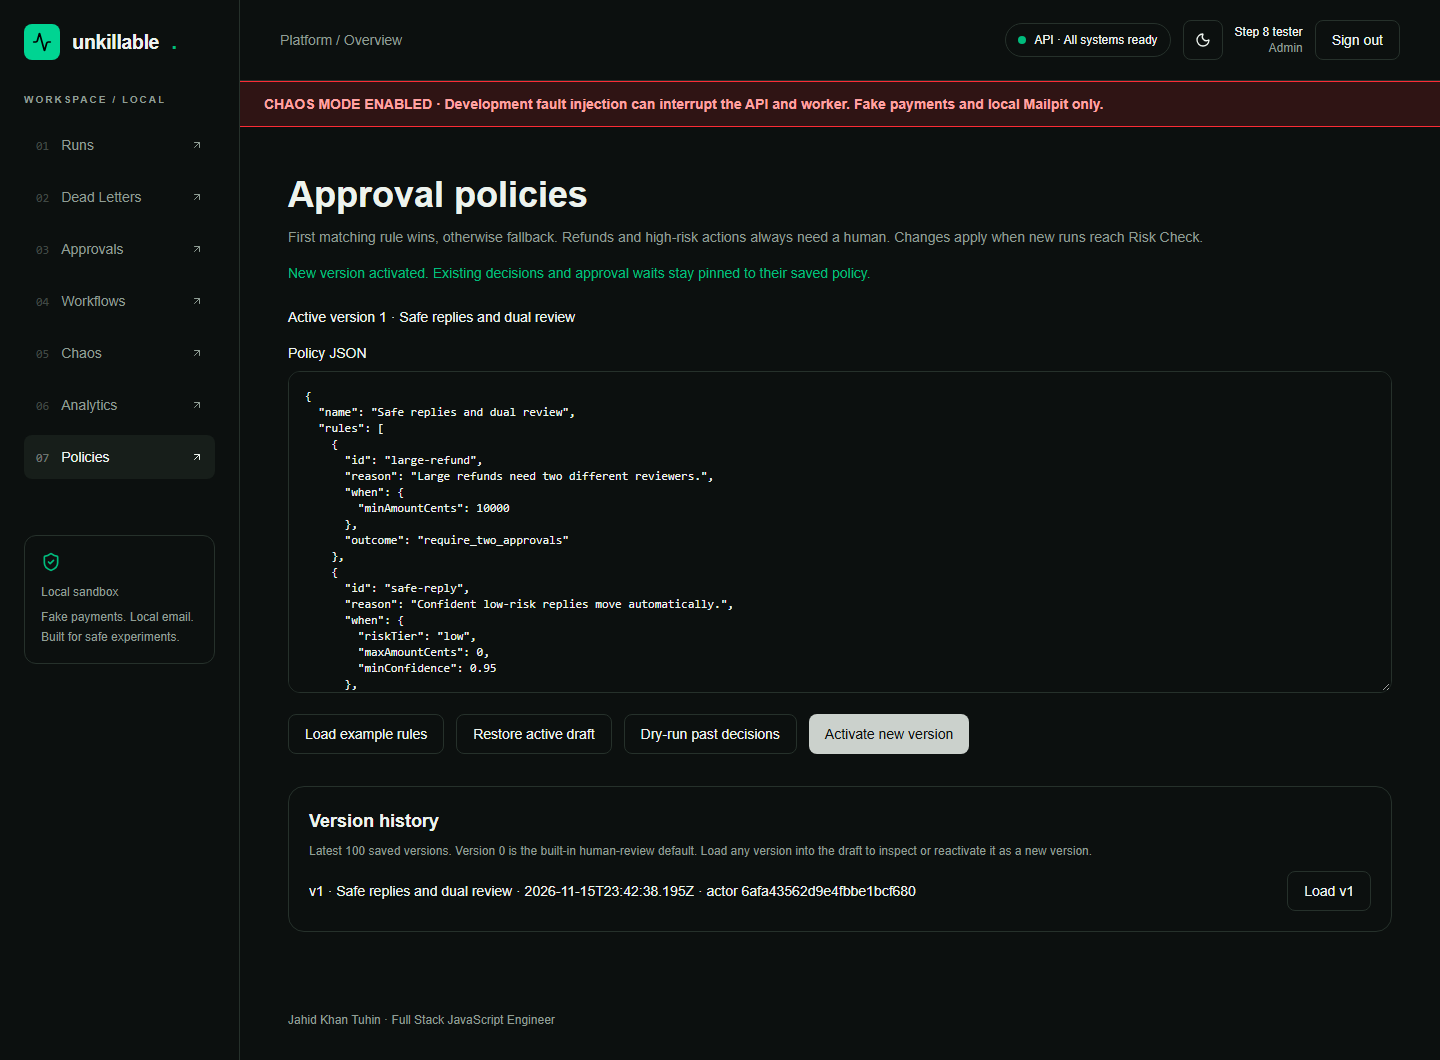 unkillable .
WORKSPACE / LOCAL
01 Runs
02 Dead Letters
03 Approvals
04 Workflows
05 Chaos
06 Analytics
07 Policies
Local sandbox
Fake payments. Local email.
Built for safe experiments.
Platform / Overview
API · All systems ready
Step 8 tester
Admin
Sign out
CHAOS MODE ENABLED · Development fault injection can interrupt the API and worker. Fake payments and local Mailpit only.
Approval policies
First matching rule wins, otherwise fallback. Refunds and high-risk actions always need a human. Changes apply when new runs reach Risk Check.
New version activated. Existing decisions and approval waits stay pinned to their saved policy.
Active version 1 · Safe replies and dual review
Policy JSON
{
"name": "Safe replies and dual review",
"rules": [
{
"id": "large-refund",
"reason": "Large refunds need two different reviewers.",
"when": {
"minAmountCents": 10000
},
"outcome": "require_two_approvals"
},
{
"id": "safe-reply",
"reason": "Confident low-risk replies move automatically.",
"when": {
"riskTier": "low",
"maxAmountCents": 0,
"minConfidence": 0.95
},
Load example rules
Restore active draft
Dry-run past decisions
Activate new version
Version history
Latest 100 saved versions. Version 0 is the built-in human-review default. Load any version into the draft to inspect or reactivate it as a new version.
v1 · Safe replies and dual review · 2026-11-15T23:42:38.195Z · actor 6afa43562d9e4fbbe1bcf680
Load v1
Jahid Khan Tuhin · Full Stack JavaScript Engineer